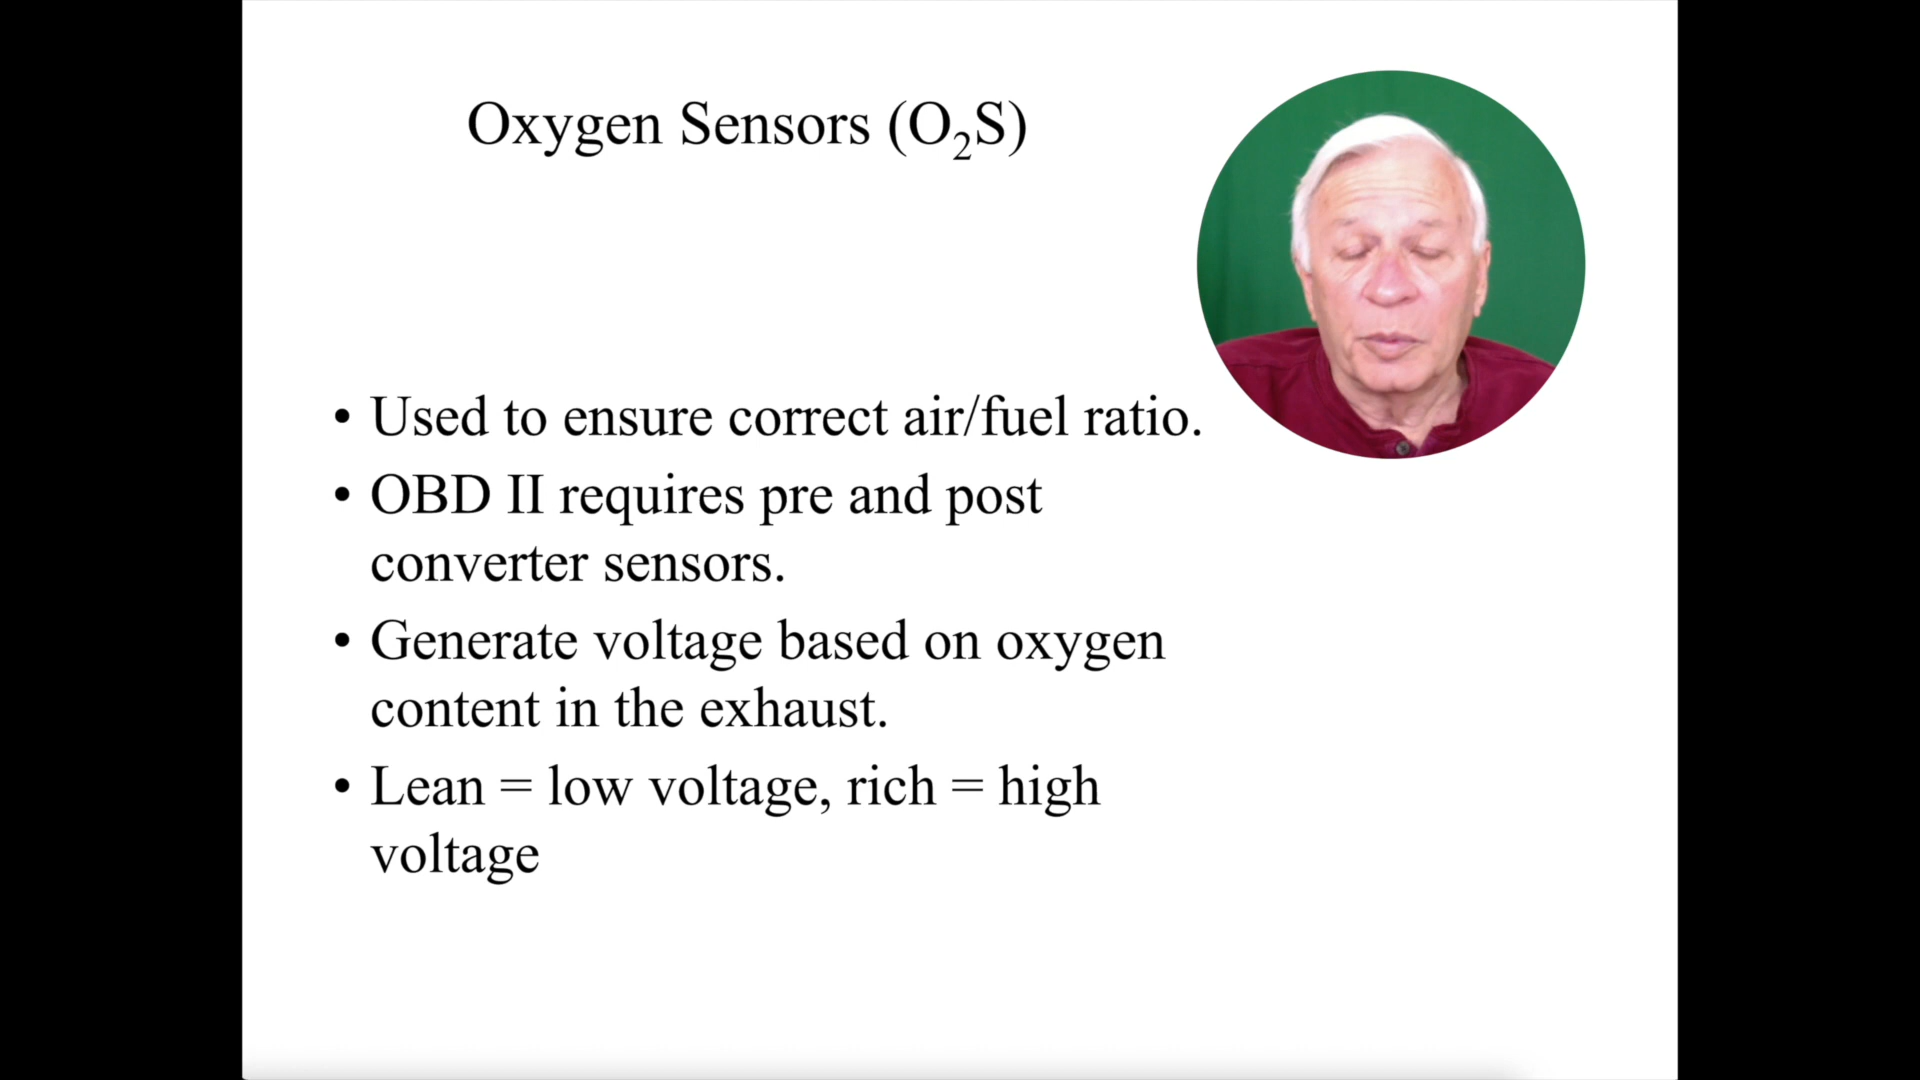 Oxygen Sensors (O₂S)
• Used to ensure correct air/fuel ratio.
• OBD II requires pre and post
converter sensors.
• Generate voltage based on oxygen
content in the exhaust.
• Lean = low voltage, rich = high
voltage